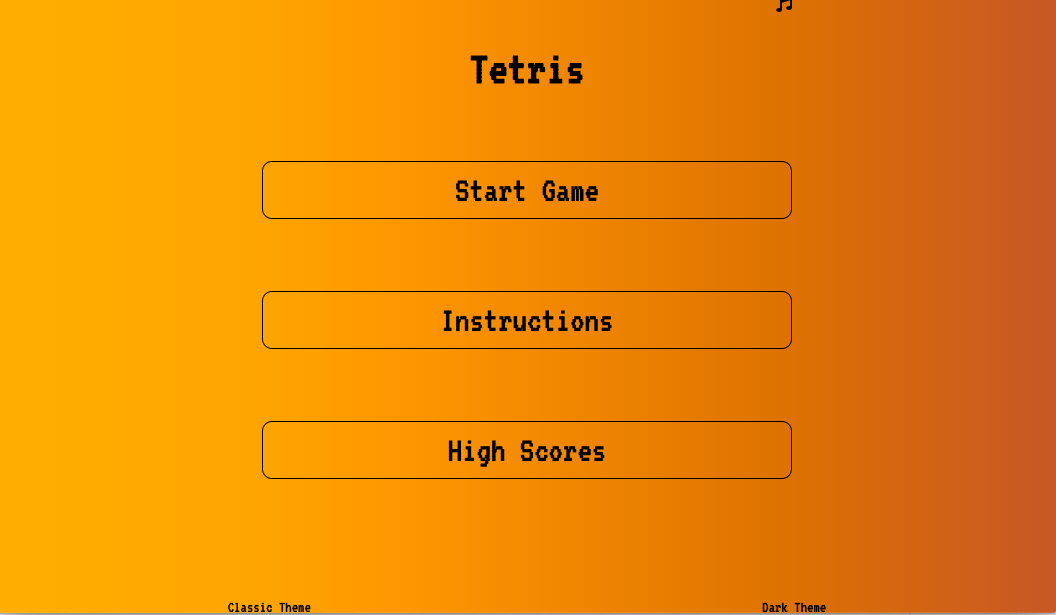 Tetris
Start Game
Instructions
High Scores
Classic Theme
Dark Theme